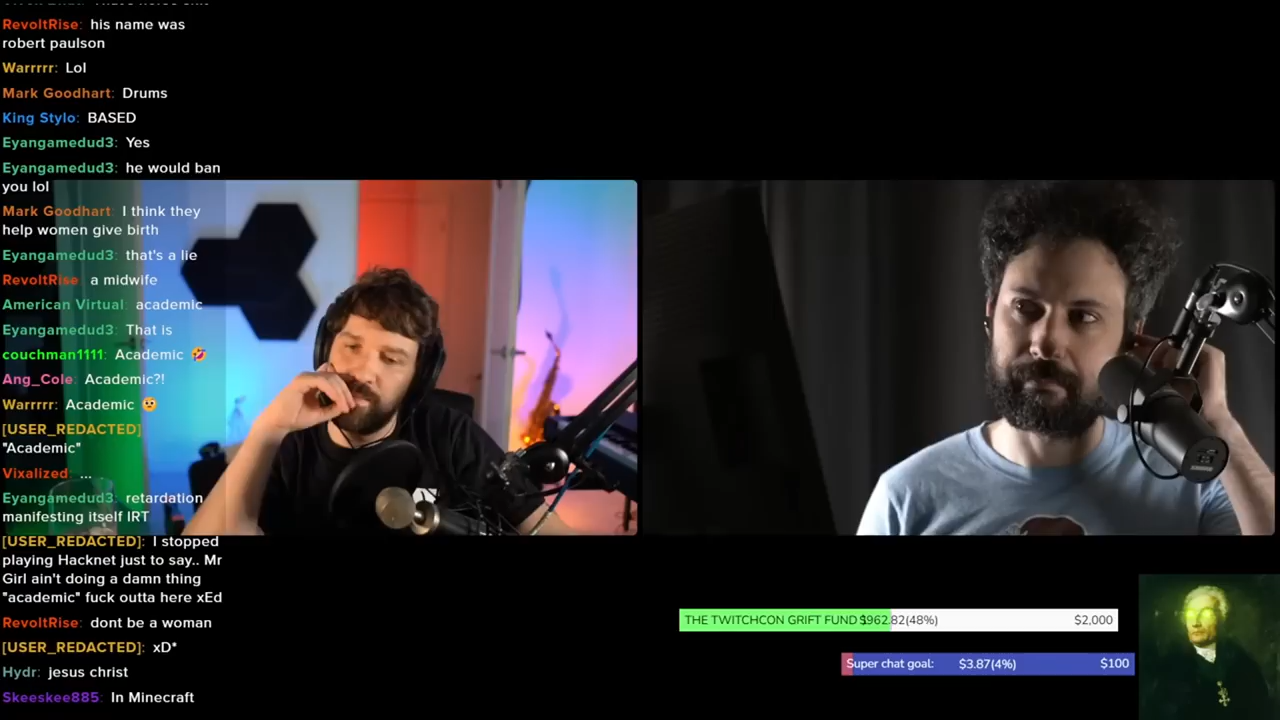 RevoltRise: his name was
robert paulson
Warrrrr: Lol
Mark Goodhart: Drums
King Stylo: BASED
Eyangamedud3: Yes
Eyangamedud3: he would ban
you lol
Mark Goodhart: I think they
help women give birth
Eyangamedud3: that's a lie
RevoltRise: a midwife
American Virtual: academic
Eyangamedud3: That is
couchman1111: Academic 🤣
Ang_Cole: Academic?!
Warrrrr: Academic 🤨
[USER_REDACTED]
"Academic"
Vixalized: ...
Eyangamedud3: retardation
manifesting itself IRT
[USER_REDACTED]: I stopped
playing Hacknet just to say.. Mr
Girl ain't doing a damn thing
"academic" fuck outta here xEd
RevoltRise: dont be a woman
[USER_REDACTED]: xD*
Hydr: jesus christ
Skeeskee885: In Minecraft
THE TWITCHCON GRIFT FUND $962.82(48%) $2,000
Super chat goal: $3.87(4%) $100